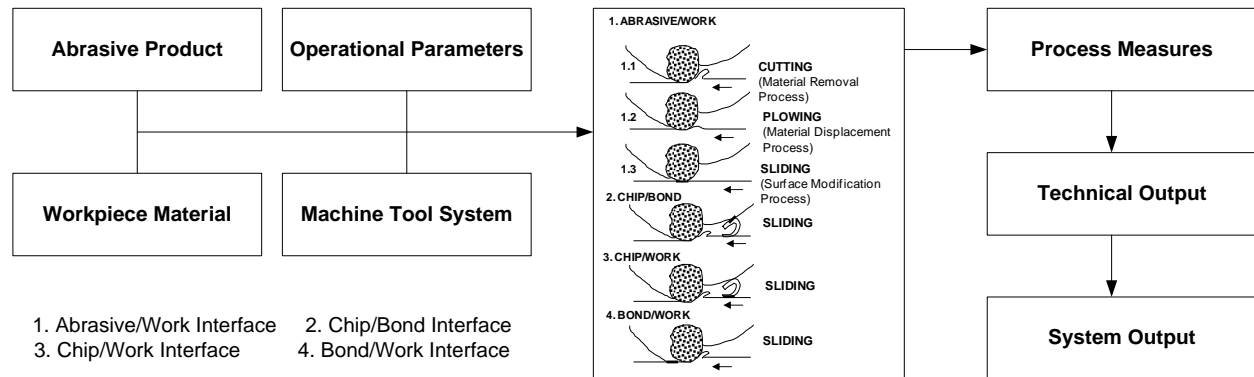 Abrasive Product
Operational Parameters
Workpiece Material
Machine Tool System
1. Abrasive/Work Interface
2. Chip/Bond Interface
3. Chip/Work Interface
4. Bond/Work Interface
1. ABRASIVE/WORK
1.1
CUTTING
(Material Removal
Process)
1.2
PLOWING
(Material Displacement
Process)
1.3
SLIDING
(Surface Modification
Process)
2. CHIP/BOND
SLIDING
3. CHIP/WORK
SLIDING
4. BOND/WORK
SLIDING
Process Measures
Technical Output
System Output